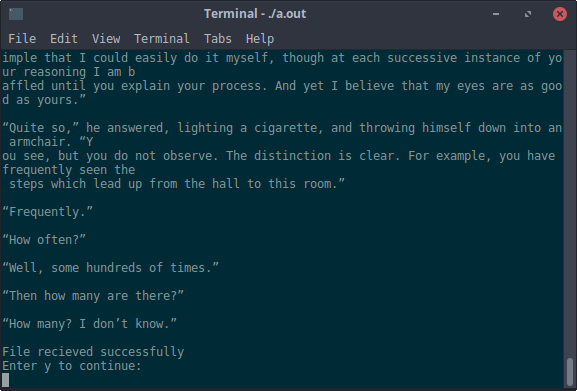 Terminal - ./a.out
File Edit View Terminal Tabs Help
imple that I could easily do it myself, though at each successive instance of yo
ur reasoning I am b
affled until you explain your process. And yet I believe that my eyes are as goo
d as yours.”
“Quite so,” he answered, lighting a cigarette, and throwing himself down into an
 armchair. “Y
ou see, but you do not observe. The distinction is clear. For example, you have
frequently seen the
 steps which lead up from the hall to this room.”
“Frequently.”
“How often?”
“Well, some hundreds of times.”
“Then how many are there?”
“How many? I don’t know.”
File recieved successfully
Enter y to continue: